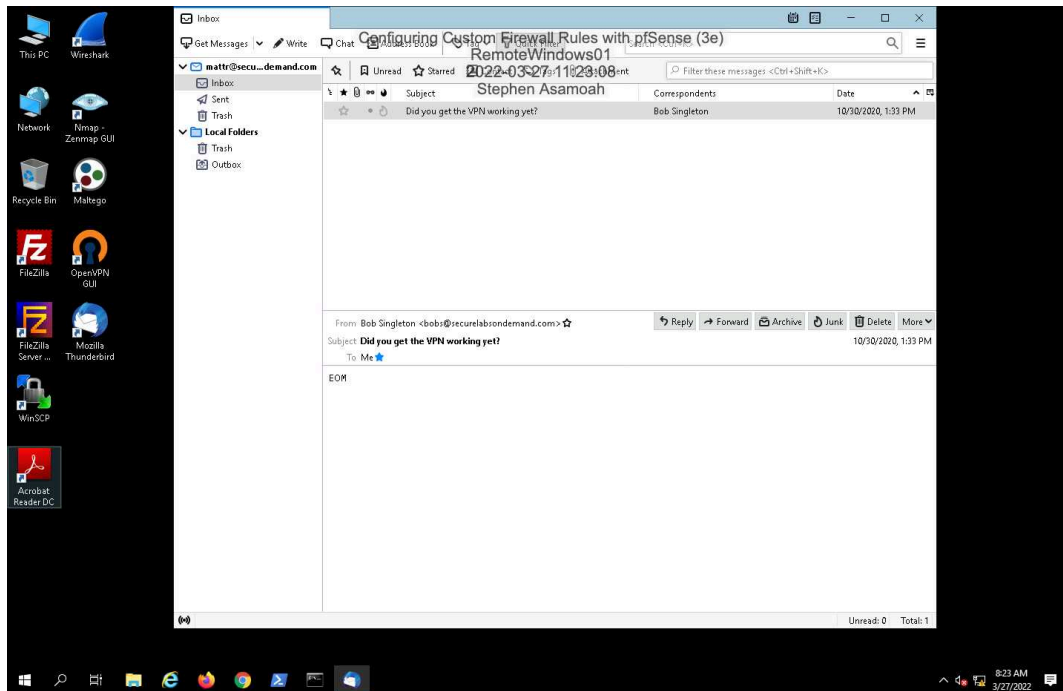 Inbox
Get Messages
Write
Chat
Address Book
Tag
Quick Filter
Configuring Custom Firewall Rules with pfSense (3e)
RemoteWindows01
2022-03-27 11:23:08
Stephen Asamoah
mattr@secu...demand.com
Inbox
Sent
Trash
Local Folders
Trash
Outbox
Unread
Starred
Filter these messages <Ctrl+Shift+K>
Subject
Correspondents
Date
Did you get the VPN working yet?
Bob Singleton
10/30/2020, 1:33 PM
From Bob Singleton <bobs@securelabsondemand.com>
Reply
Forward
Archive
Junk
Delete
More
Subject Did you get the VPN working yet?
10/30/2020, 1:33 PM
To Me
EOM
Unread: 0
Total: 1
This PC
Wireshark
Network
Nmap -
Zenmap GUI
Recycle Bin
Maltego
FileZilla
OpenVPN
GUI
FileZilla
Server ...
Mozilla
Thunderbird
WinSCP
Acrobat
Reader DC
8:23 AM
3/27/2022